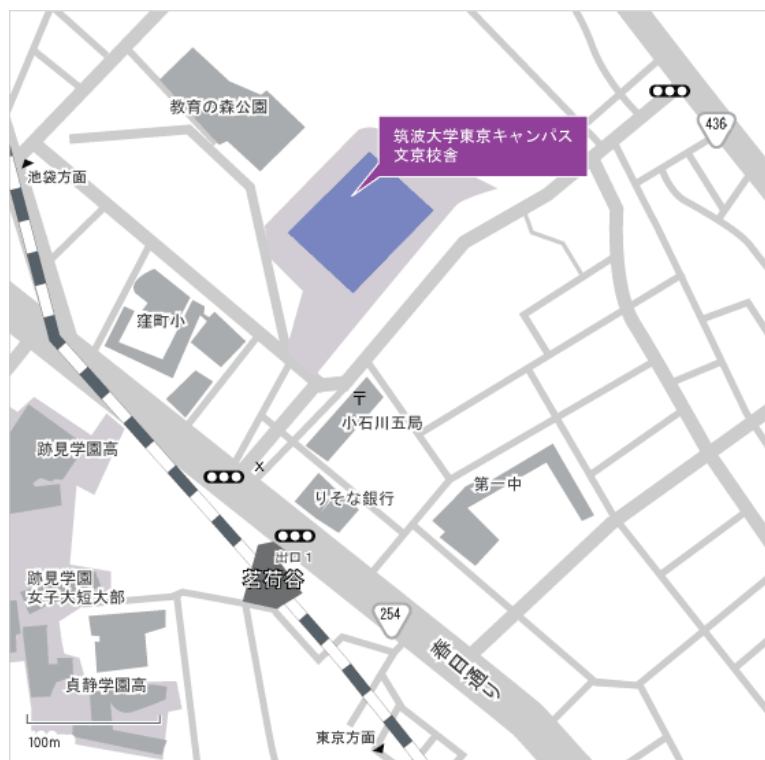 教育の森公園
筑波大学東京キャンパス
文京校舎
436
池袋方面
窪町小
〒
小石川五局
跡見学園高
x
りそな銀行
第一中
出口1
茗荷谷
跡見学園
女子大短大部
254
春日通り
貞静学園高
東京方面
100m